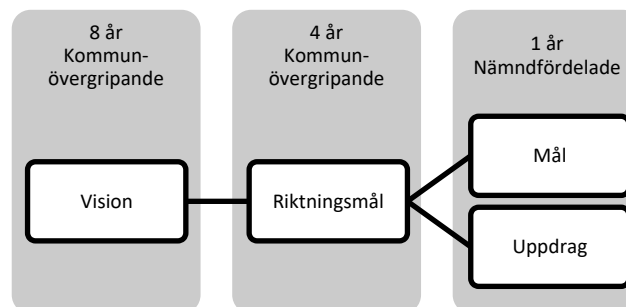 8 år
Kommun-
övergripande
4 år
Kommun-
övergripande
1 år
Nämndfördelade
Vision
Riktningsmål
Mål
Uppdrag